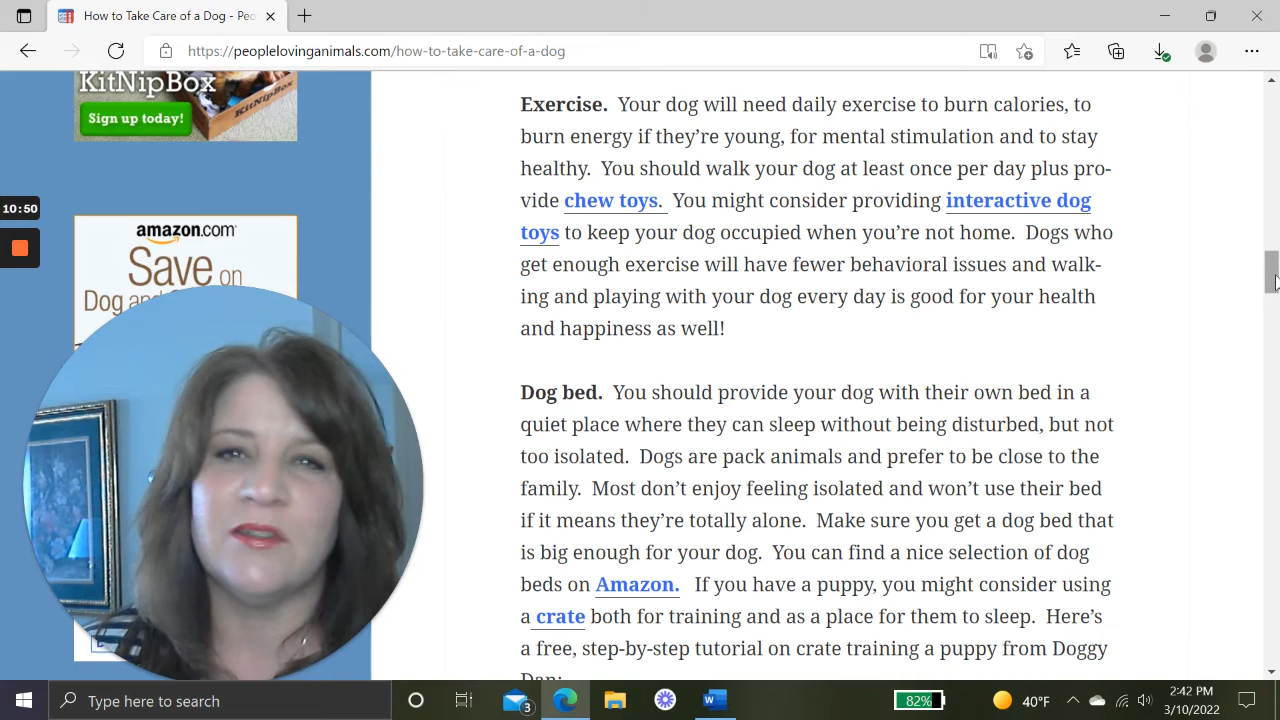 How to Take Care of a Dog - Pe
https://peoplelovinganimals.com/how-to-take-care-of-a-dog
KitNipBox
KitNipBox
Sign up today!
10:50
amazon.com
Save on
Dog and
Exercise. Your dog will need daily exercise to burn calories, to
burn energy if they're young, for mental stimulation and to stay
healthy. You should walk your dog at least once per day plus pro-
vide chew toys. You might consider providing interactive dog
toys to keep your dog occupied when you're not home. Dogs who
get enough exercise will have fewer behavioral issues and walk-
ing and playing with your dog every day is good for your health
and happiness as well!
Dog bed. You should provide your dog with their own bed in a
quiet place where they can sleep without being disturbed, but not
too isolated. Dogs are pack animals and prefer to be close to the
family. Most don't enjoy feeling isolated and won't use their bed
if it means they're totally alone. Make sure you get a dog bed that
is big enough for your dog. You can find a nice selection of dog
beds on Amazon. If you have a puppy, you might consider using
a crate both for training and as a place for them to sleep. Here's
a free, step-by-step tutorial on crate training a puppy from Doggy
Dan:
Type here to search
3
82%
40°F
2:42 PM
3/10/2022